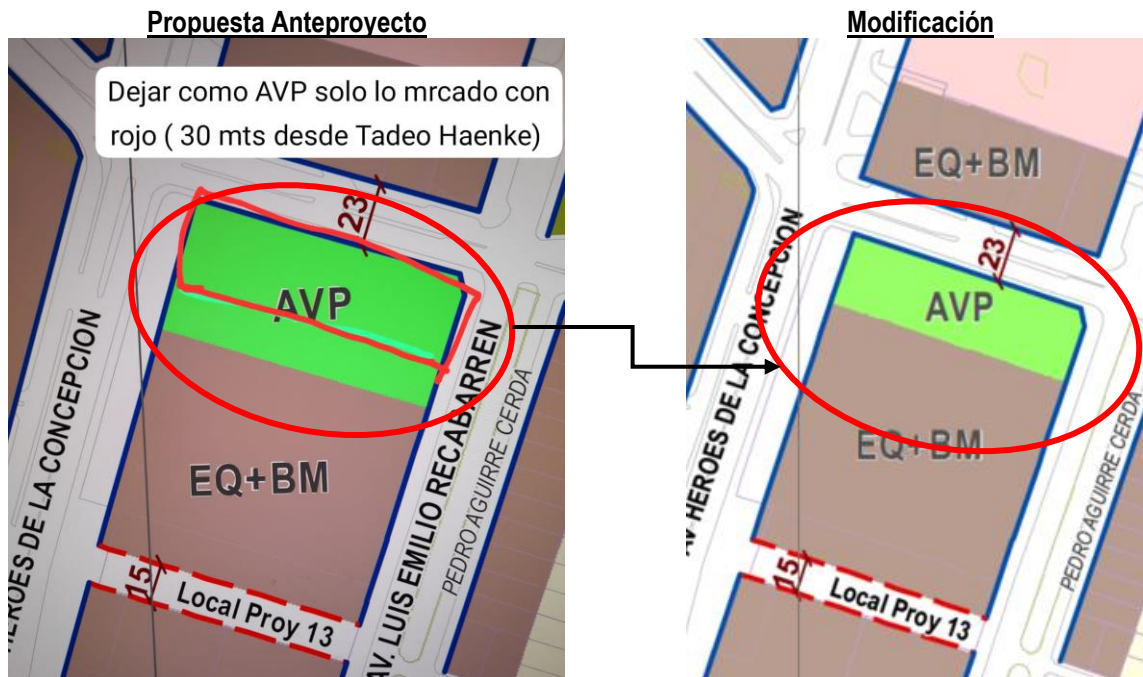 Propuesta Anteproyecto
Dejar como AVP solo lo mrcado con
rojo ( 30 mts desde Tadeo Haenke)
23
AVP
EQ+BM
HEROES DE LA CONCEPCION
AV. LUIS EMILIO RECABARREN
PEDRO AGUIRRE CERDA
15
Local Proy 13
Modificación
EQ+BM
23
AVP
EQ+BM
AV HEROES DE LA CONCEPCION
PEDRO AGUIRRE CERDA
15
Local Proy 13